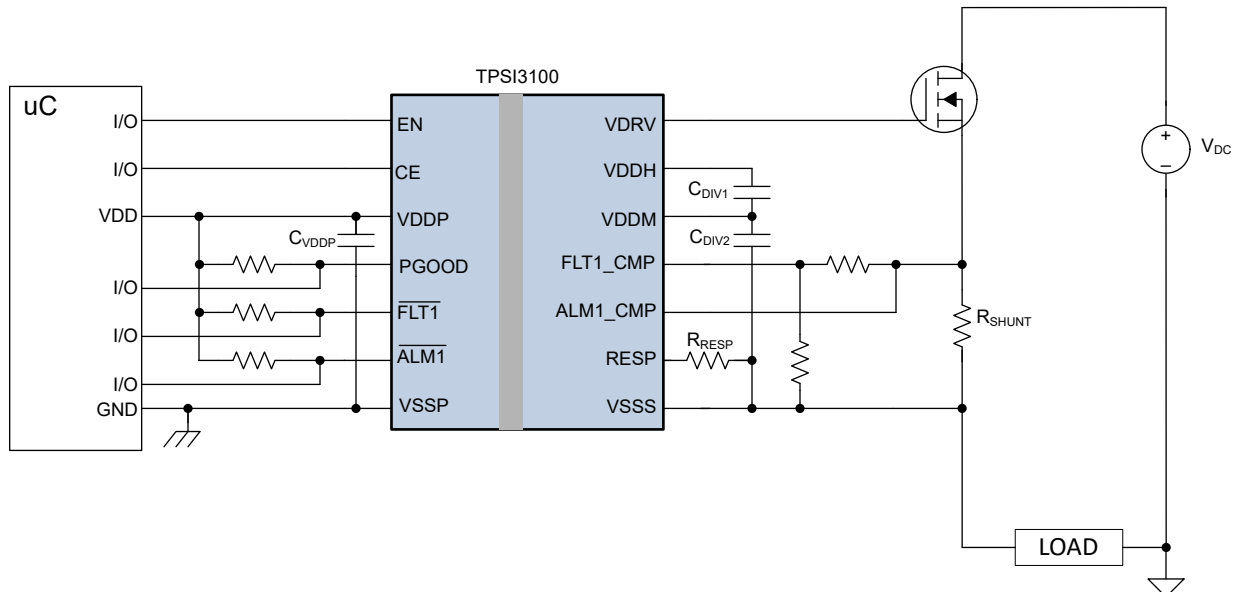 TPSI3100
uC
I/O
EN
VDRV
I/O
CE
VDDH
CDIV1
VDD
VDDP
VDDM
CVDDP
CDIV2
PGOOD
FLT1_CMP
I/O
FLT1
ALM1_CMP
RSHUNT
I/O
ALM1
RESP
RRESP
I/O
GND
VSSP
VSSS
+
−
VDC
LOAD